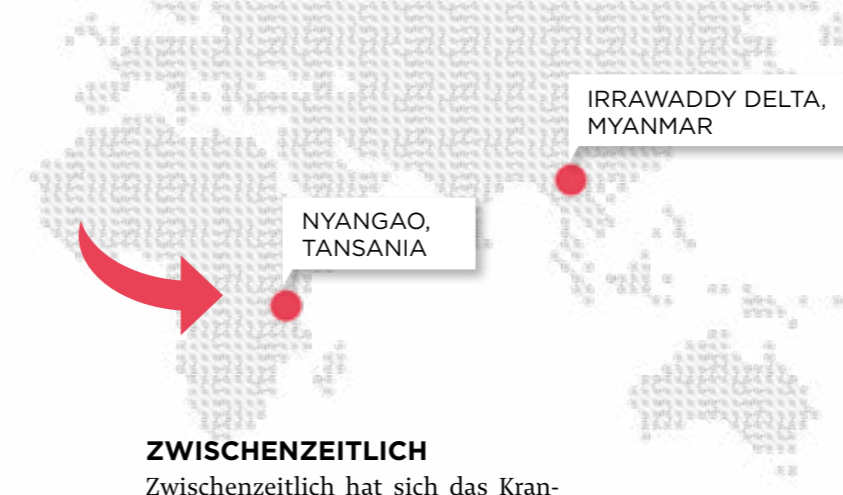 IRRAWADDY DELTA,
MYANMAR
NYANGAO,
TANSANIA
ZWISCHENZEITLICH
Zwischenzeitlich hat sich das Kran-